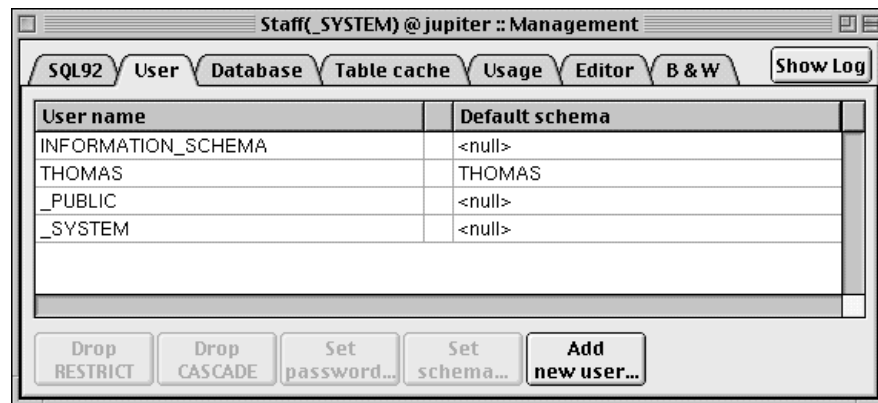 Staff(_SYSTEM) @ jupiter :: Management
SQL92 User Database Table cache Usage Editor B & W Show Log
User name Default schema
INFORMATION_SCHEMA <null>
THOMAS THOMAS
_PUBLIC <null>
_SYSTEM <null>
Drop RESTRICT
Drop CASCADE
Set password...
Set schema...
Add new user...